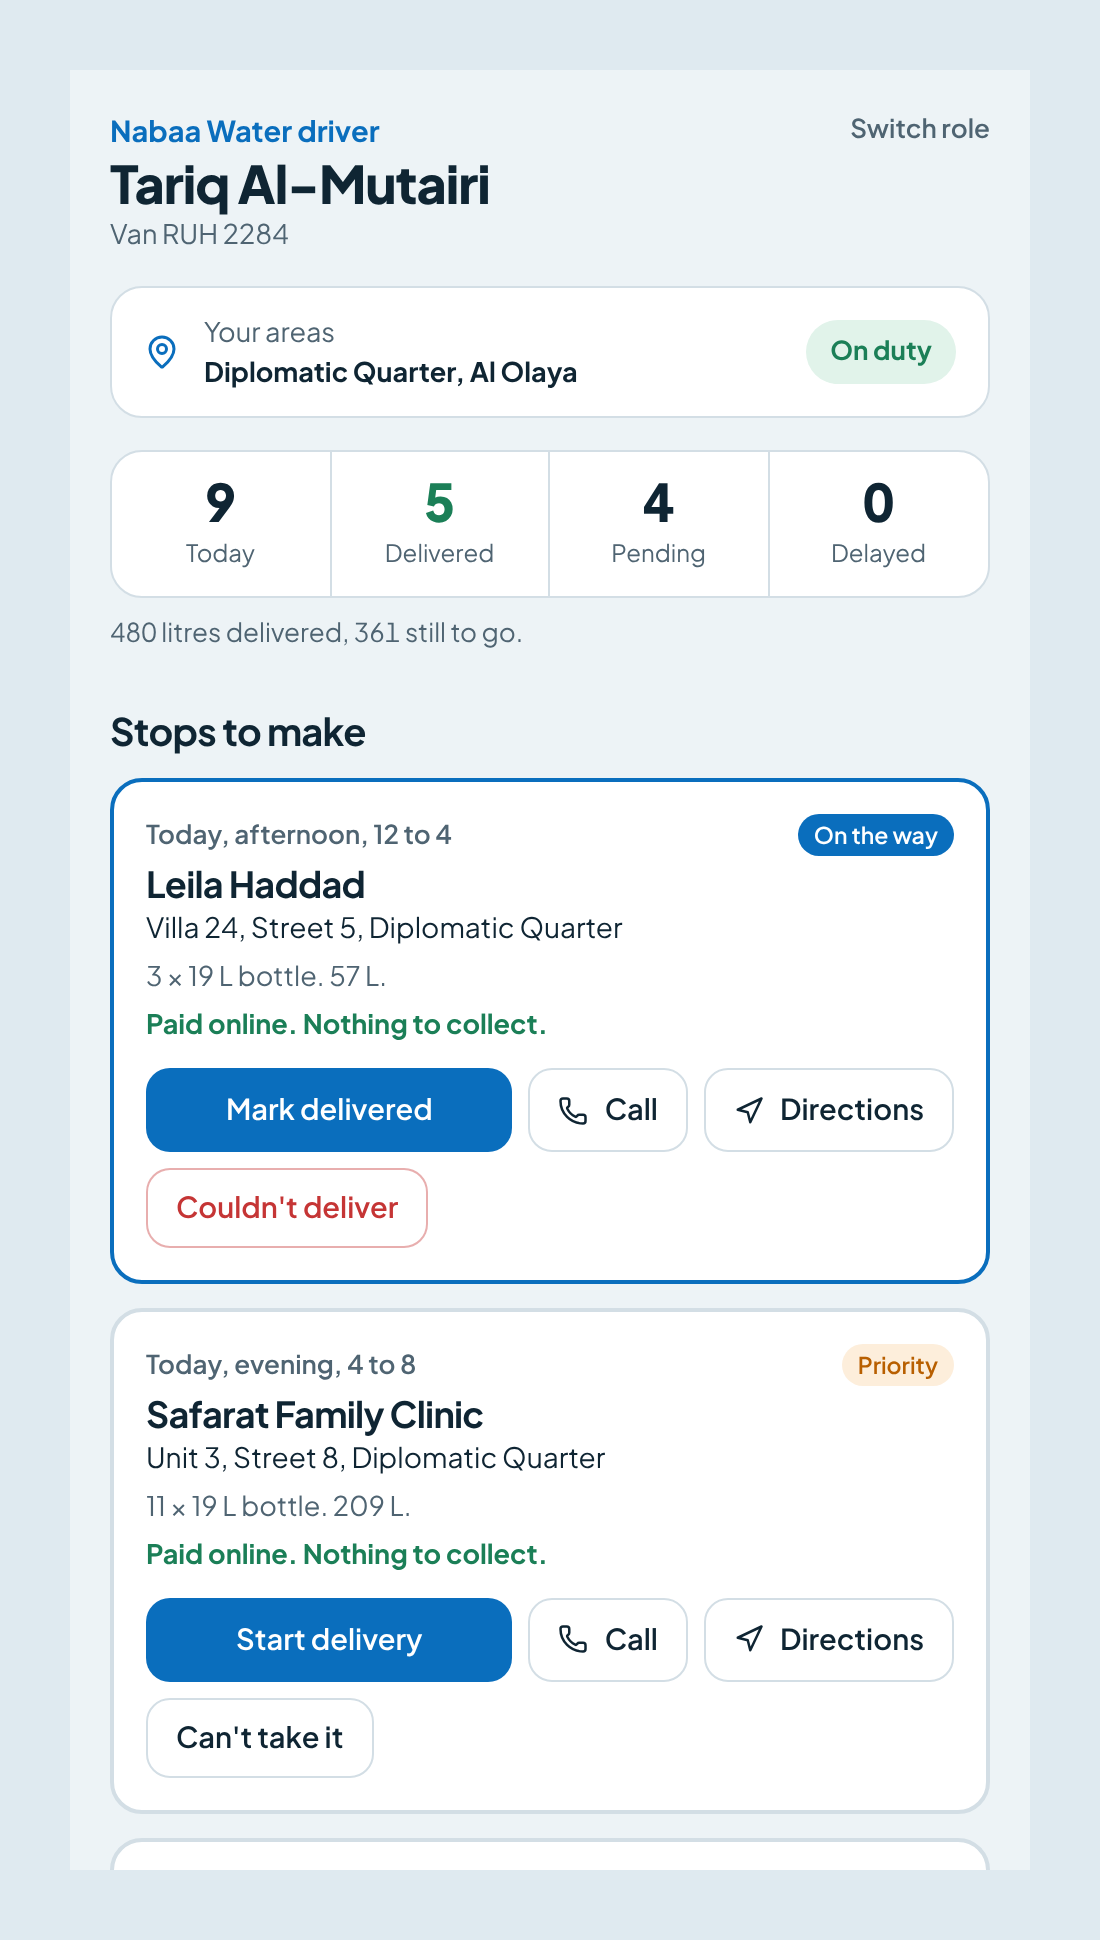 Nabaa Water driver
Switch role
Tariq Al-Mutairi
Van RUH 2284
Your areas
Diplomatic Quarter, Al Olaya
On duty
9
Today
5
Delivered
4
Pending
0
Delayed
480 litres delivered, 361 still to go.
Stops to make
Today, afternoon, 12 to 4
On the way
Leila Haddad
Villa 24, Street 5, Diplomatic Quarter
3 × 19 L bottle. 57 L.
Paid online. Nothing to collect.
Mark delivered
Call
Directions
Couldn't deliver
Today, evening, 4 to 8
Priority
Safarat Family Clinic
Unit 3, Street 8, Diplomatic Quarter
11 × 19 L bottle. 209 L.
Paid online. Nothing to collect.
Start delivery
Call
Directions
Can't take it